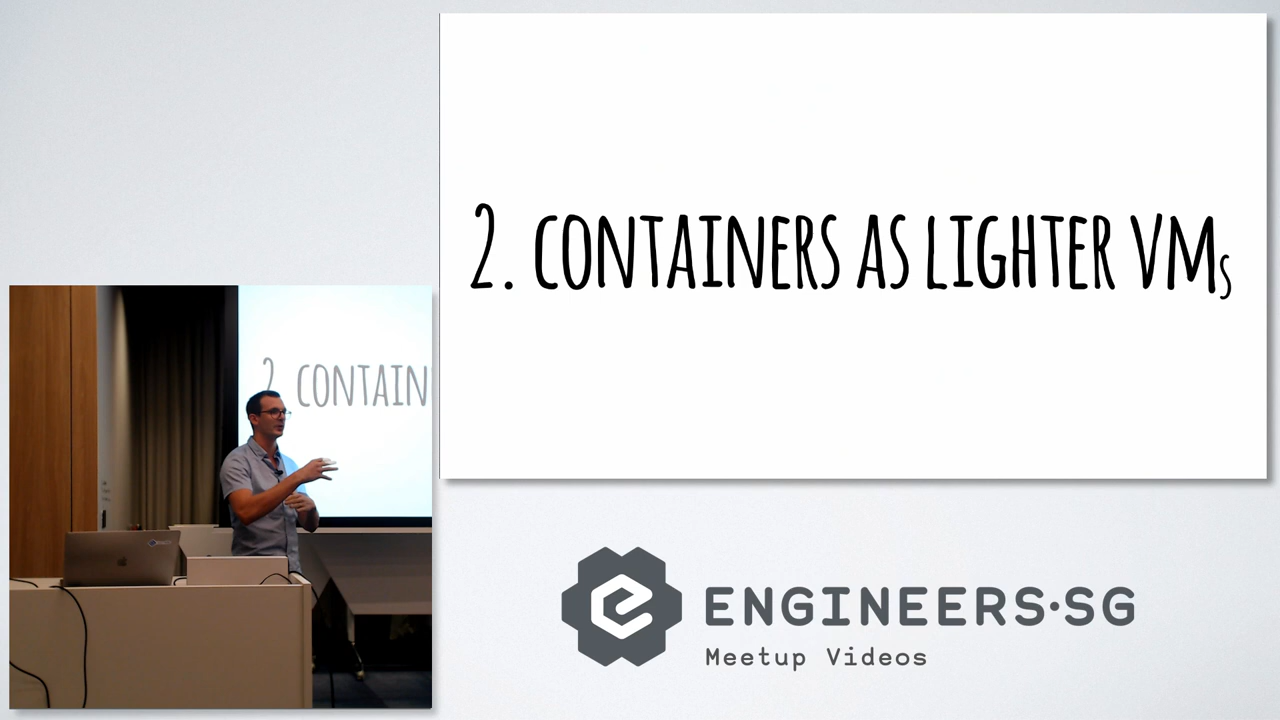 2. CONTAINERS AS LIGHTER VMs
2. CONTAIN
ENGINEERS·SG
Meetup Videos